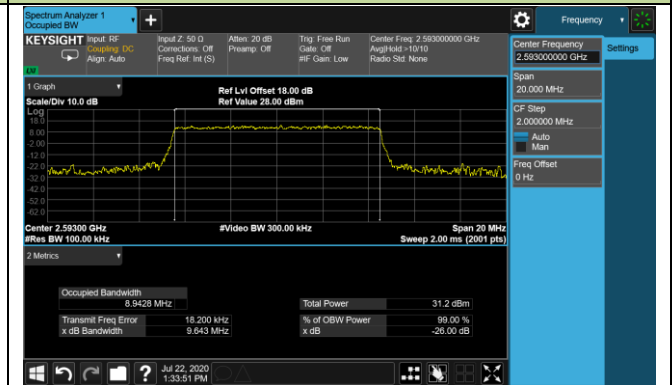 Spectrum Analyzer 1
Occupied BW
Frequency
KEYSIGHT
Input: RF
Coupling: DC
Align: Auto
Input Z: 50 Ω
Corrections: Off
Freq Ref: Int (S)
Atten: 20 dB
Preamp: Off
Trig: Free Run
Gate: Off
#IF Gain: Low
Center Freq: 2.593000000 GHz
Avg|Hold:>10/10
Radio Std: None
Center Frequency
2.593000000 GHz
Settings
Span
20.000 MHz
CF Step
2.000000 MHz
Auto
Man
Freq Offset
0 Hz
1 Graph
Scale/Div 10.0 dB
Ref Lvl Offset 18.00 dB
Ref Value 28.00 dBm
Log
18.0
8.00
-2.00
-12.0
-22.0
-32.0
-42.0
-52.0
-62.0
Center 2.59300 GHz
#Res BW 100.00 kHz
#Video BW 300.00 kHz
Span 20 MHz
Sweep 2.00 ms (2001 pts)
2 Metrics
Occupied Bandwidth
8.9428 MHz
Total Power 31.2 dBm
Transmit Freq Error 18.200 kHz
% of OBW Power 99.00 %
x dB Bandwidth 9.643 MHz
x dB -26.00 dB
?
Jul 22, 2020
1:33:51 PM